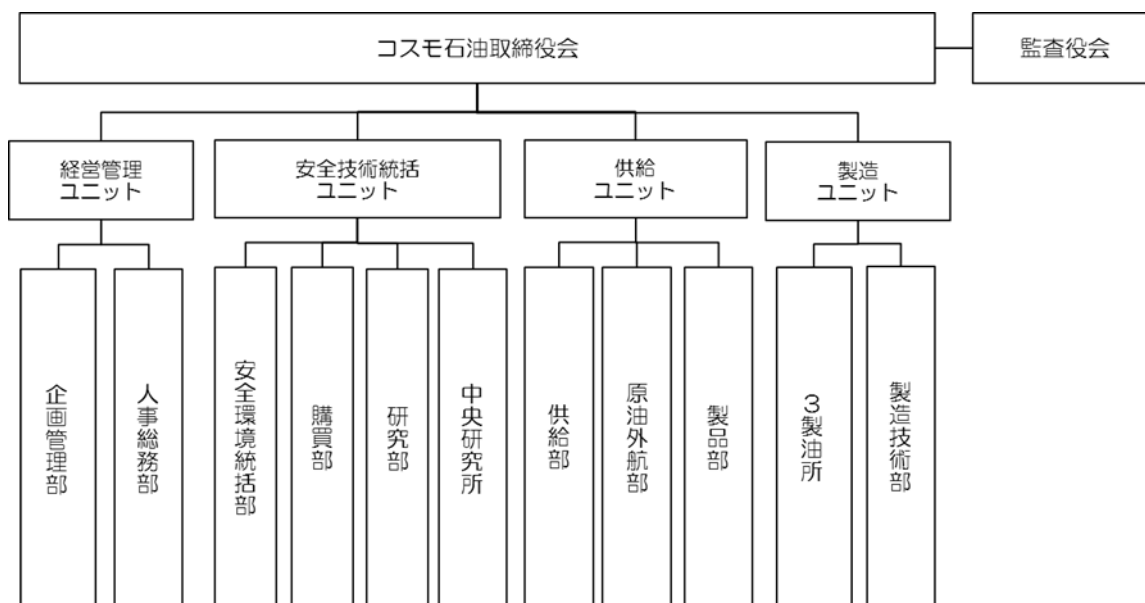 コスモ石油取締役会
監査役会
経営管理
ユニット
安全技術統括
ユニット
供給
ユニット
製造
ユニット
企画管理部
人事総務部
安全環境統括部
購買部
研究部
中央研究所
供給部
原油外航部
製品部
3製油所
製造技術部